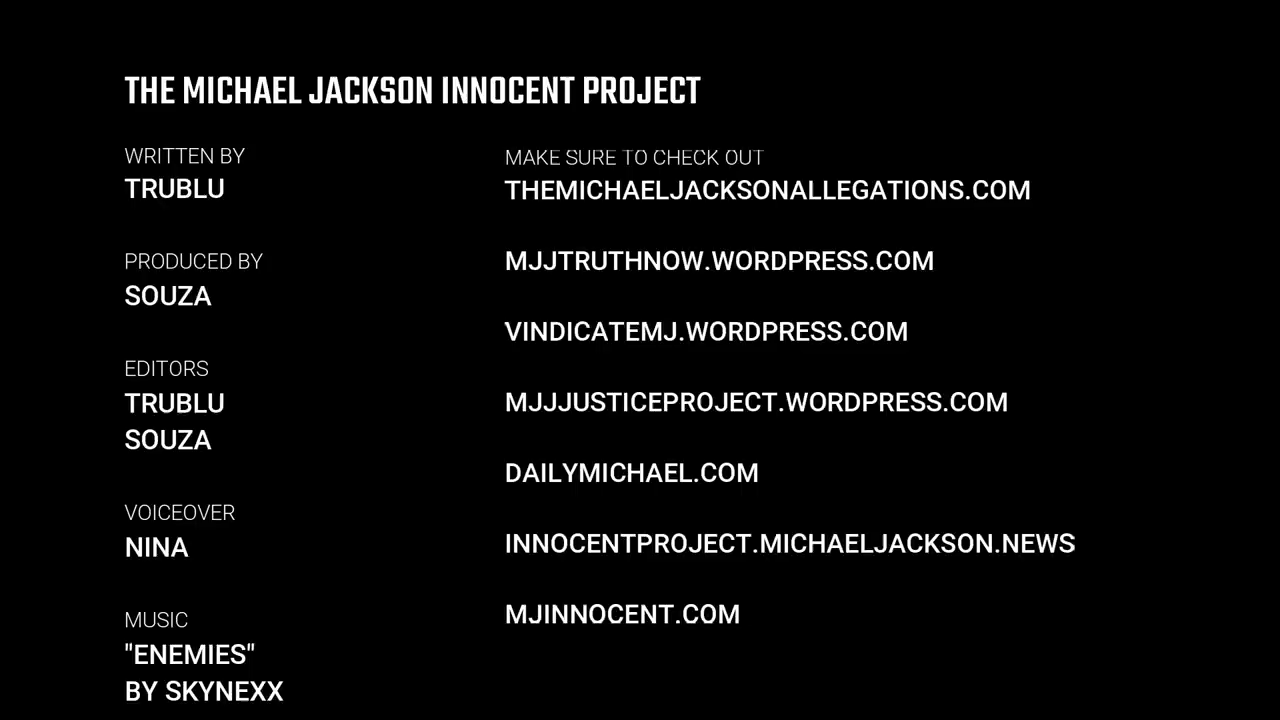 THE MICHAEL JACKSON INNOCENT PROJECT
WRITTEN BY
TRUBLU
PRODUCED BY
SOUZA
EDITORS
TRUBLU
SOUZA
VOICEOVER
NINA
MUSIC
"ENEMIES"
BY SKYNEXX
MAKE SURE TO CHECK OUT
THEMICHAELJACKSONALLEGATIONS.COM
MJJTRUTHNOW.WORDPRESS.COM
VINDICATEMJ.WORDPRESS.COM
MJJJUSTICEPROJECT.WORDPRESS.COM
DAILYMICHAEL.COM
INNOCENTPROJECT.MICHAELJACKSON.NEWS
MJINNOCENT.COM